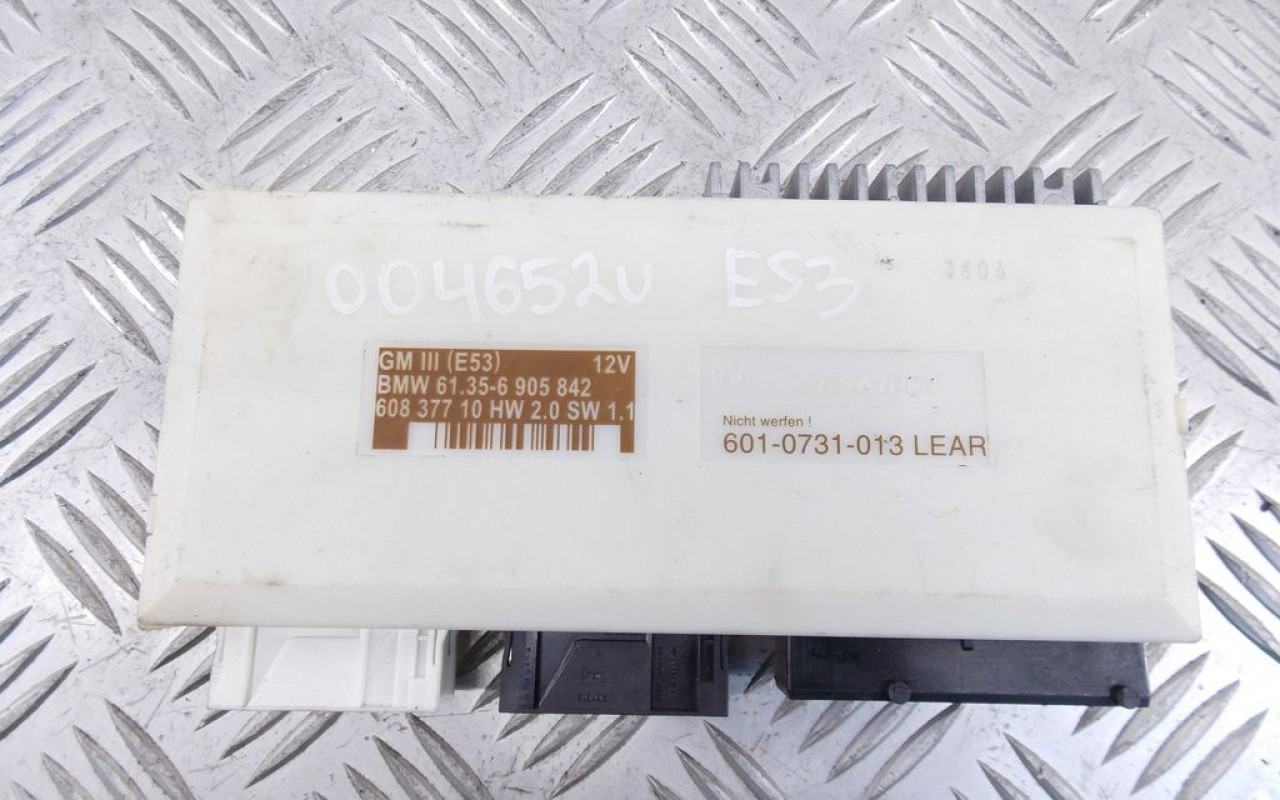 004652U E53
360A
GM III (E53) 12V
BMW 61.35-6 905 842
608 377 10 HW 2.0 SW 1.1
Nicht werfen !
601-0731-013 LEAR